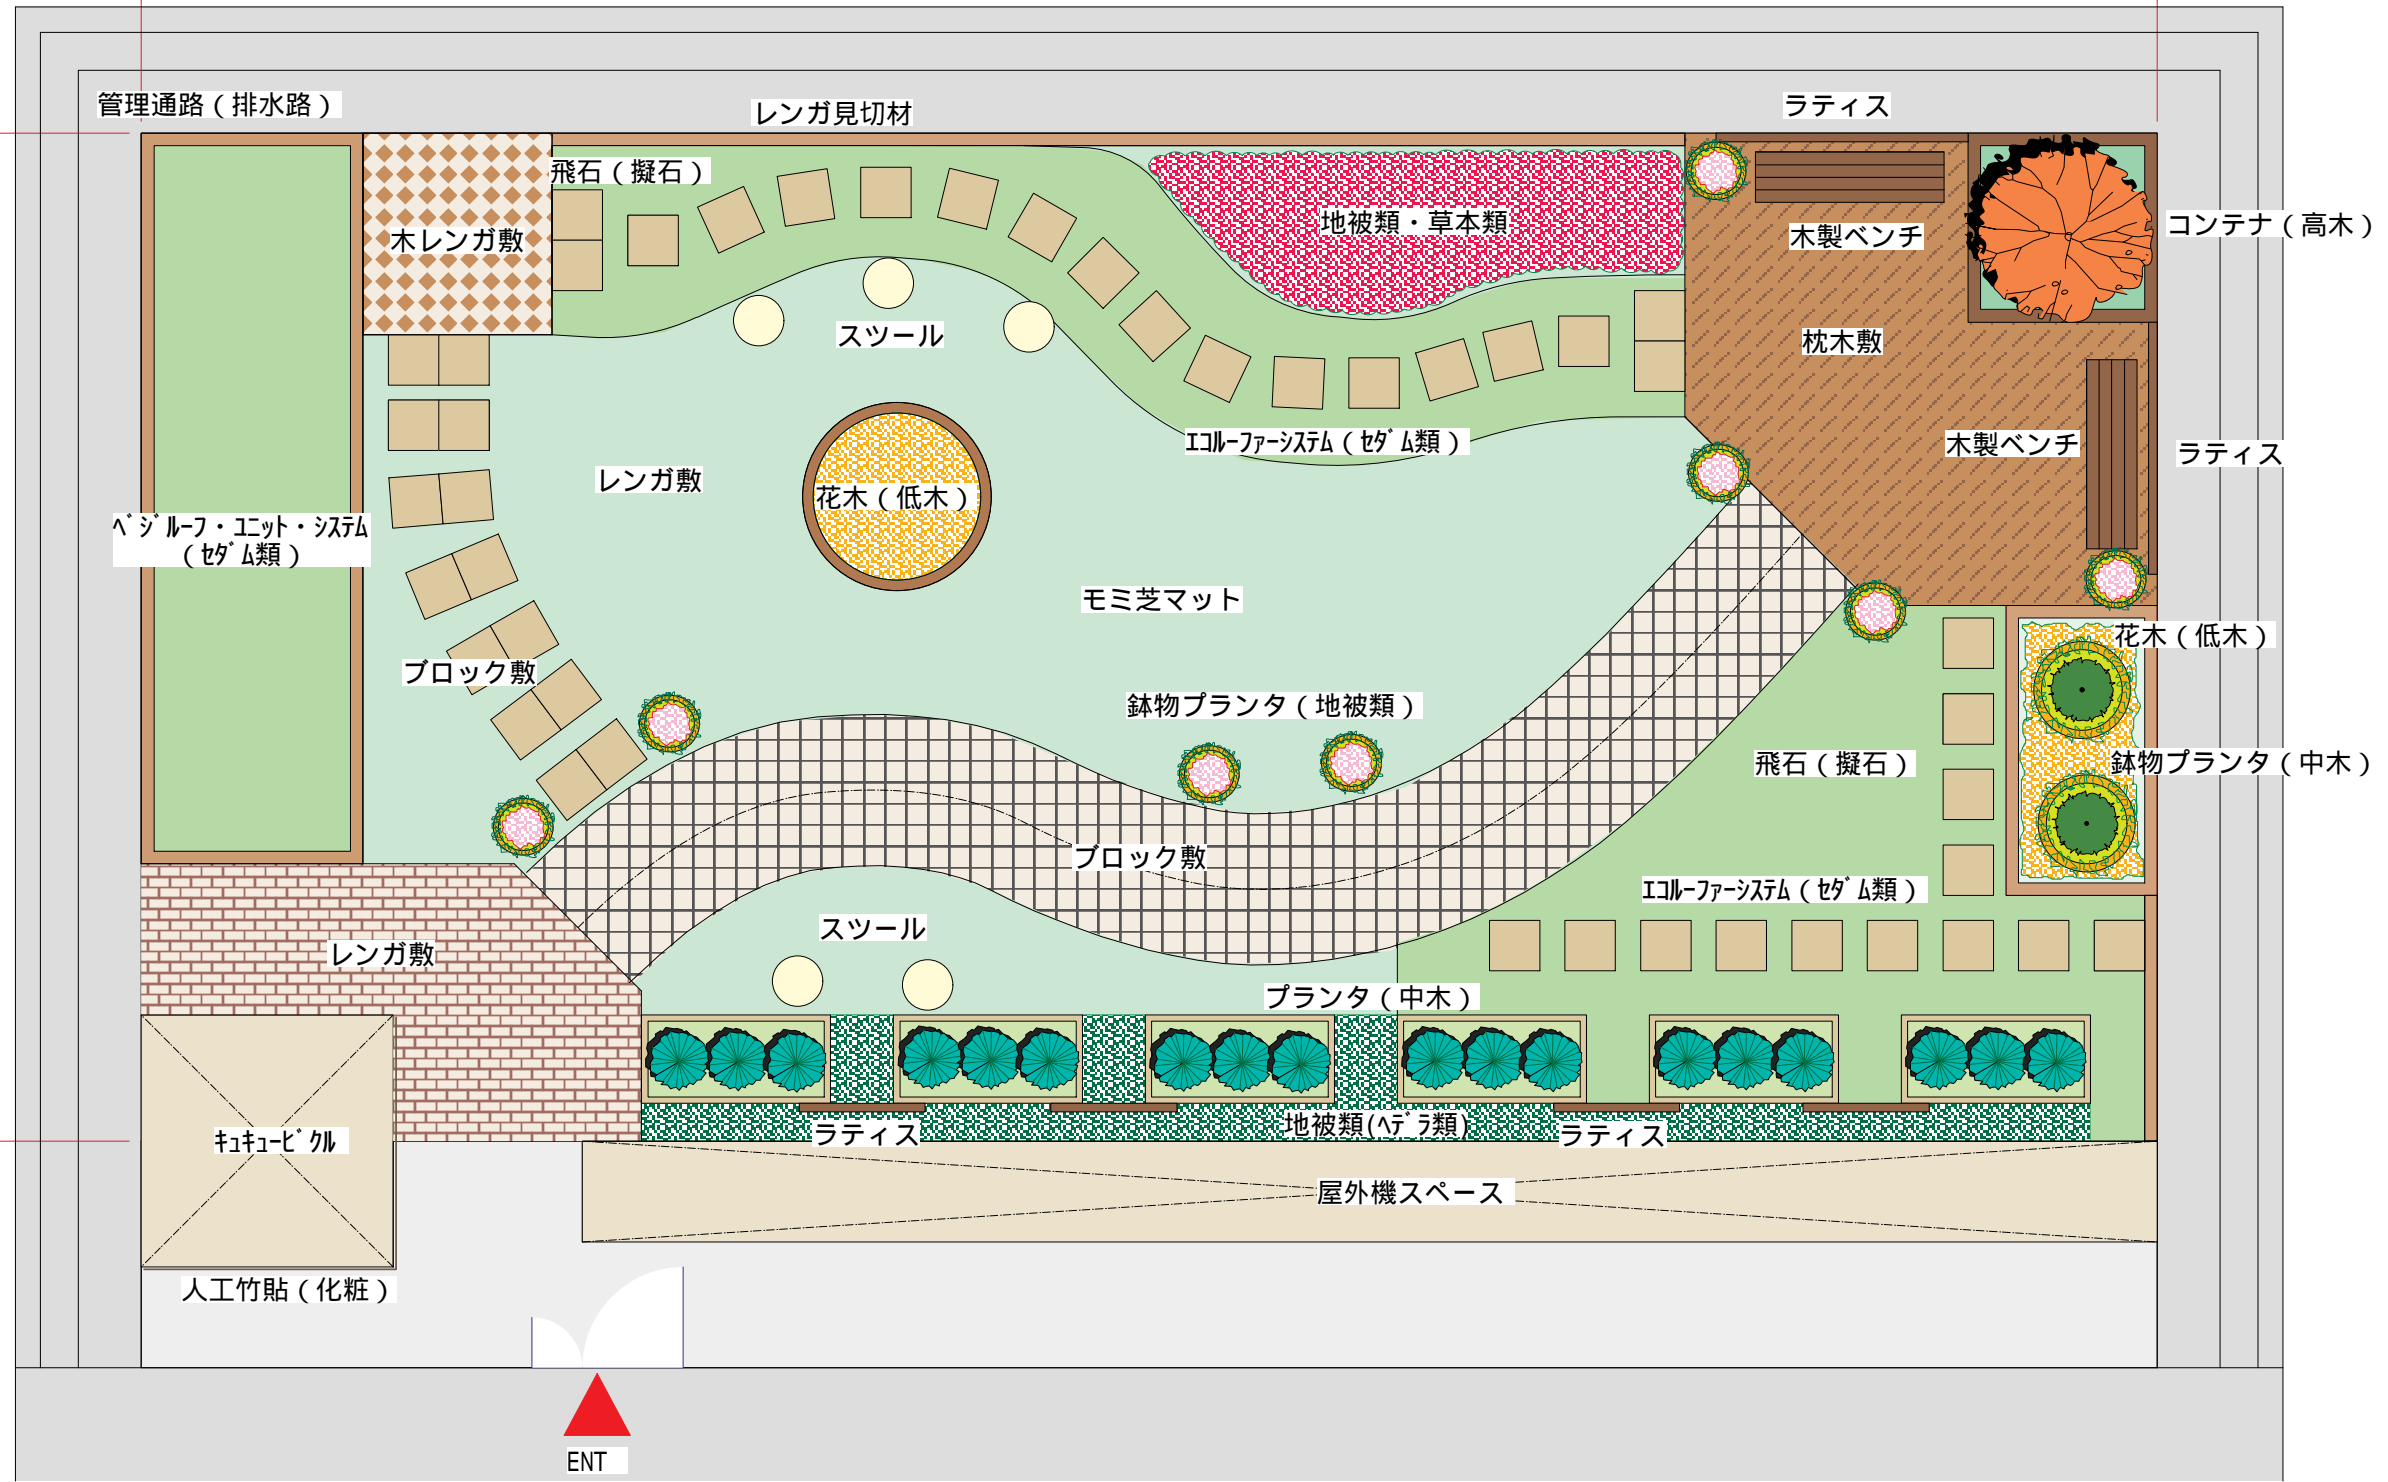 管理通路（排水路）
レンガ見切材
ラティス
飛石（擬石）
木レンガ敷
地被類・草本類
木製ベンチ
コンテナ（高木）
スツール
枕木敷
ｴｺﾙｰﾌｧｰｼｽﾃﾑ（ｾﾀﾞﾑ類）
木製ベンチ
ラティス
レンガ敷
花木（低木）
ﾍﾞｼﾞﾙｰﾌ・ﾕﾆｯﾄ・ｼｽﾃﾑ
（ｾﾀﾞﾑ類）
モミ芝マット
花木（低木）
ブロック敷
鉢物プランタ（地被類）
飛石（擬石）
鉢物プランタ（中木）
ブロック敷
ｴｺﾙｰﾌｧｰｼｽﾃﾑ（ｾﾀﾞﾑ類）
スツール
レンガ敷
プランタ（中木）
地被類(ﾍﾃﾞﾗ類)
ラティス
ラティス
ｷｭｷｭｰﾋﾞｸﾙ
屋外機スペース
人工竹貼（化粧）
ENT